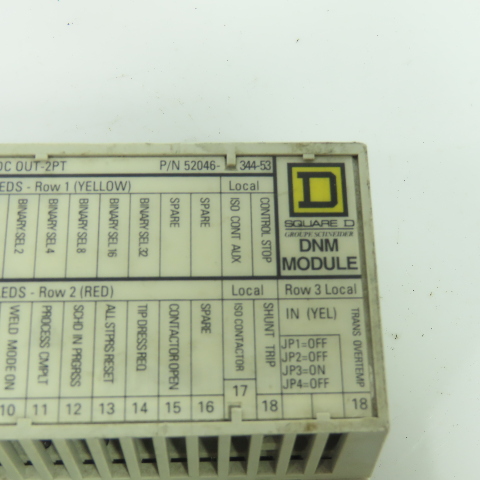 DC OUT-2PT P/N 52046- 344-53
EDS - Row 1 (YELLOW) Local
BINARY SEL 2
BINARY SEL 4
BINARY SEL 8
BINARY SEL 16
BINARY SEL 32
SPARE
SPARE
ISO CONT AUX
CONTROL STOP
D
SQUARE D
GROUPE SCHNEIDER
DNM
MODULE
EDS - Row 2 (RED) Local Row 3 Local
WELD MODE ON
PROCESS CMPLT
SCHD IN PRGRSS
ALL STPRS RESET
TIP DRESS REQ
CONTACTOR OPEN
SPARE
ISO CONTACTOR
SHUNT TRIP
IN (YEL)
JP1=OFF
JP2=OFF
JP3=ON
JP4=OFF
TRANS OVERTEMP
10 11 12 13 14 15 16 17 18 18